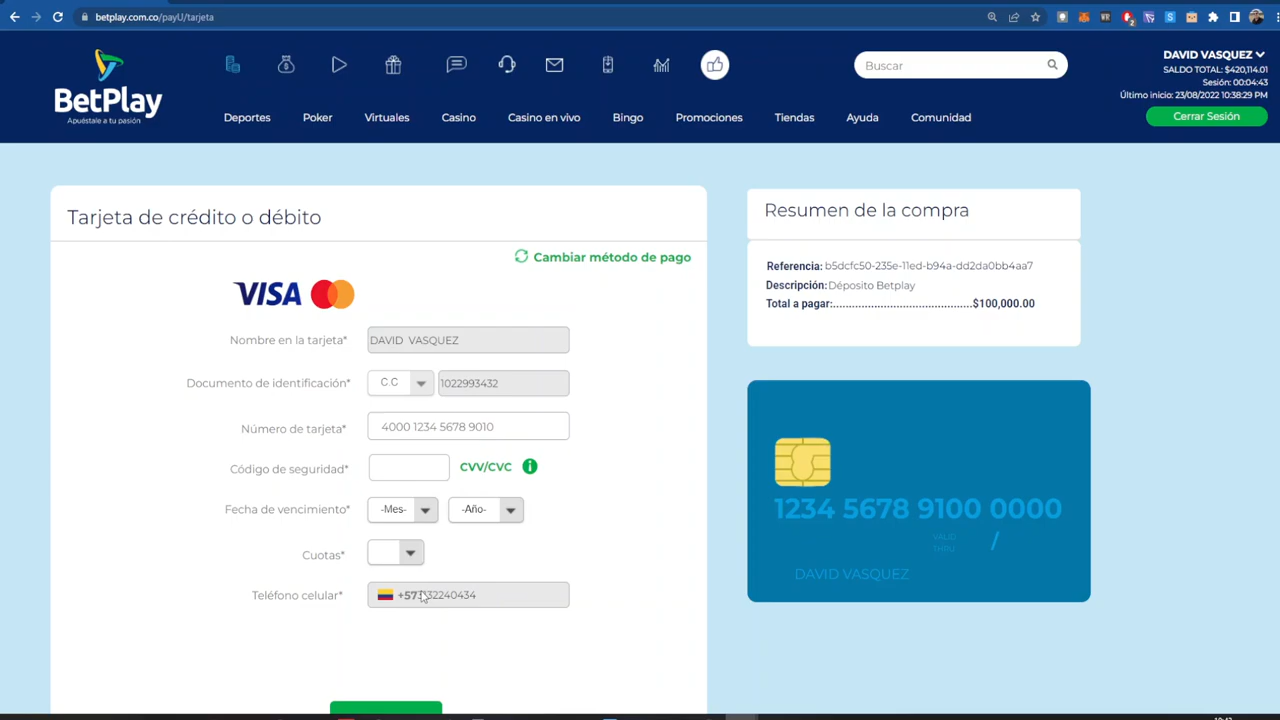 betplay.com.co/payU/tarjeta
BetPlay
Apuéstale a tu pasión
Buscar
DAVID VASQUEZ
SALDO TOTAL: $420,114.01
Sesión: 00:04:43
Último inicio: 23/08/2022 10:38:29 PM
Cerrar Sesión
Deportes Poker Virtuales Casino Casino en vivo Bingo Promociones Tiendas Ayuda Comunidad
Tarjeta de crédito o débito
Cambiar método de pago
VISA
Nombre en la tarjeta* DAVID VASQUEZ
Documento de identificación* C.C 1022993432
Número de tarjeta* 4000 1234 5678 9010
Código de seguridad* CVV/CVC
Fecha de vencimiento* -Mes- -Año-
Cuotas*
Teléfono celular* +57
Resumen de la compra
Referencia: b5dcfc50-235e-11ed-b94a-dd2da0bb4aa7
Descripción: Déposito Betplay
Total a pagar:..........................................$100,000.00
1234 5678 9100 0000
VALID
THRU /
DAVID VASQUEZ